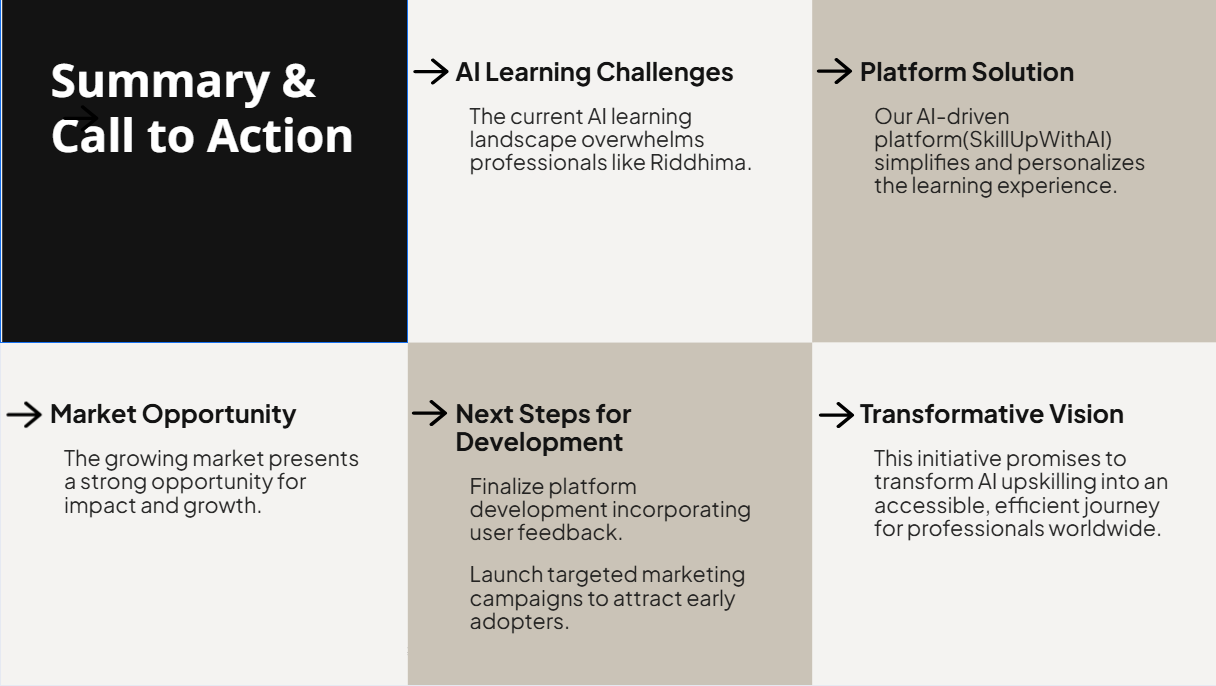 Summary &
Call to Action
AI Learning Challenges
The current AI learning
landscape overwhelms
professionals like Riddhima.
Platform Solution
Our AI-driven
platform(SkillUpWithAI)
simplifies and personalizes
the learning experience.
Market Opportunity
The growing market presents
a strong opportunity for
impact and growth.
Next Steps for
Development
Finalize platform
development incorporating
user feedback.
Launch targeted marketing
campaigns to attract early
adopters.
Transformative Vision
This initiative promises to
transform AI upskilling into an
accessible, efficient journey
for professionals worldwide.